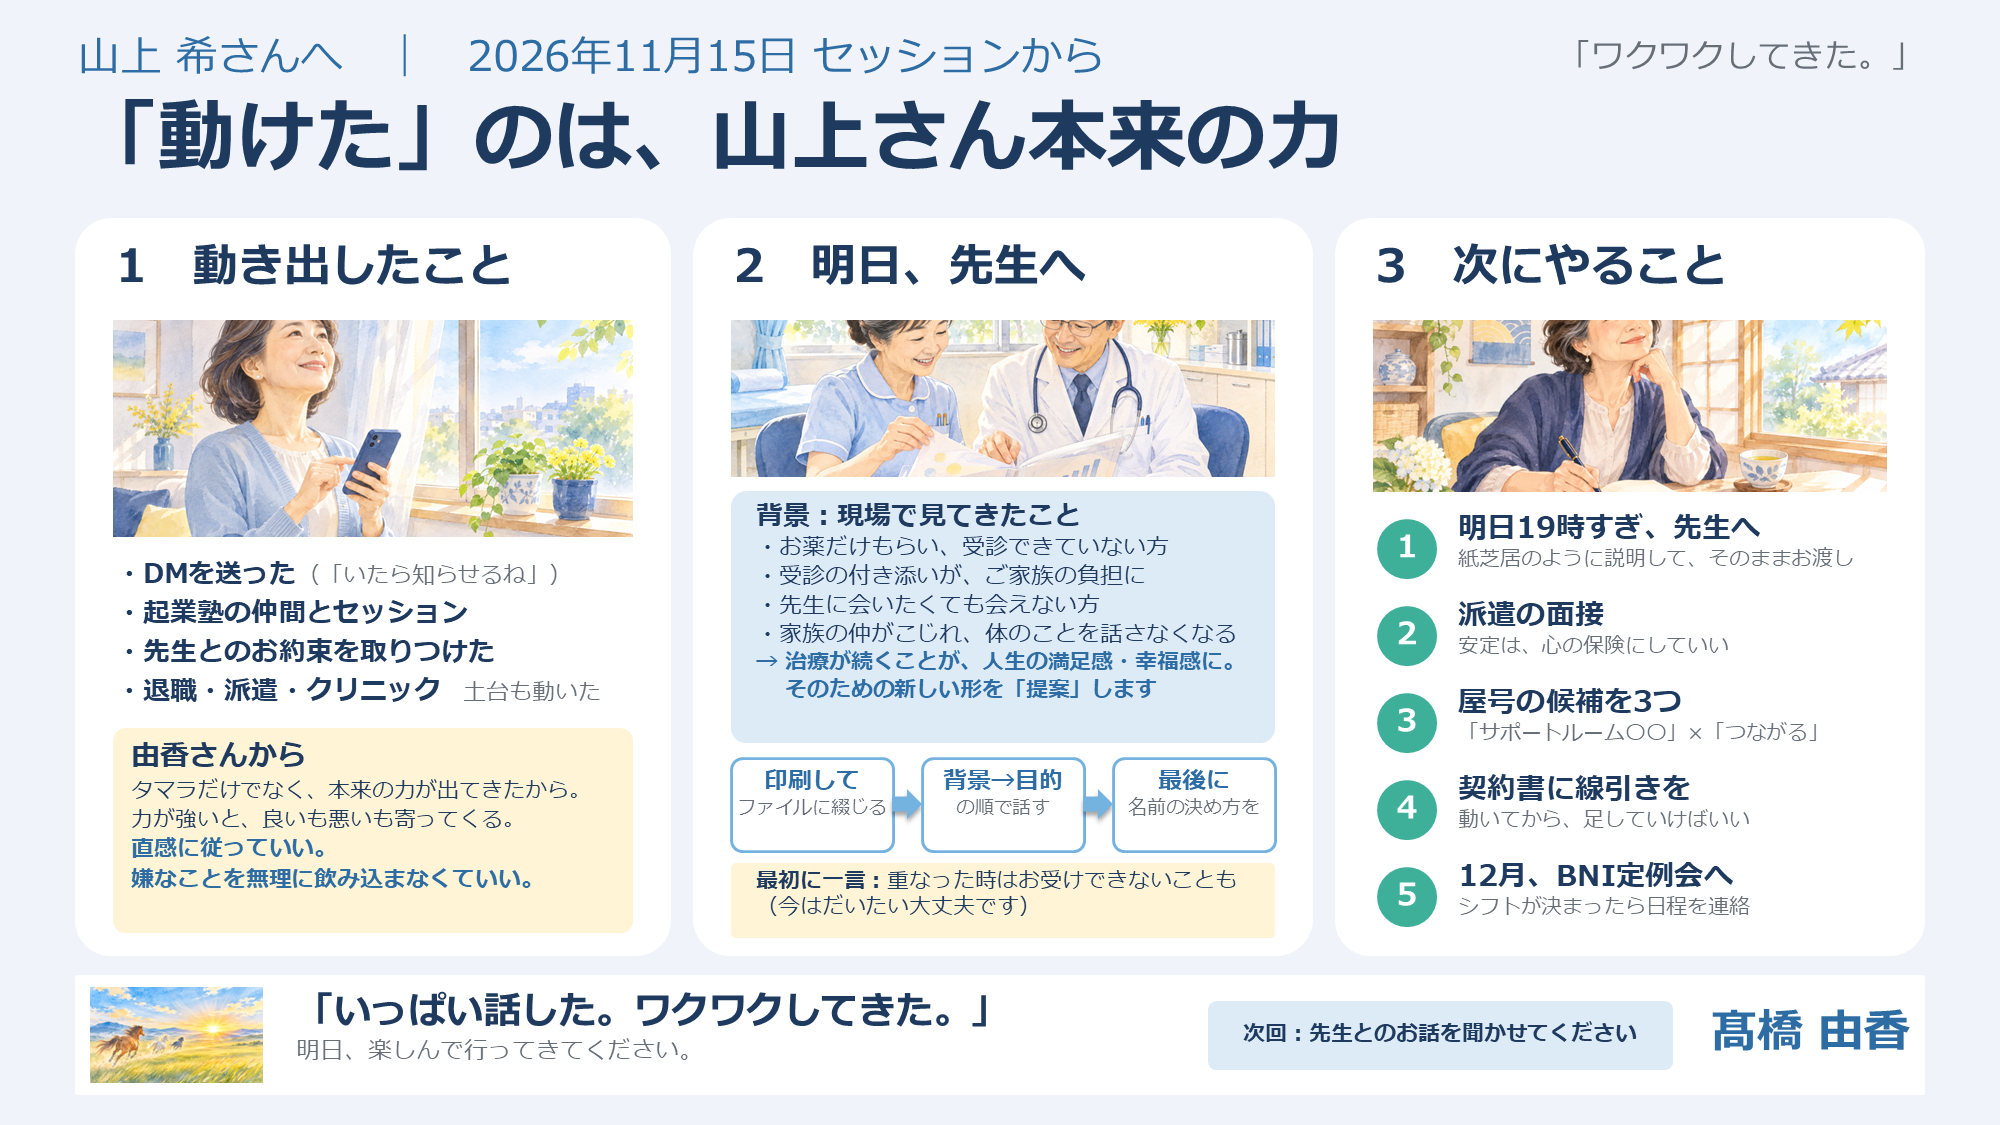 山上 希さんへ ｜ 2026年11月15日 セッションから
「ワクワクしてきた。」
「動けた」のは、山上さん本来の力
1 動き出したこと
・DMを送った（「いたら知らせるね」）
・起業塾の仲間とセッション
・先生とのお約束を取りつけた
・退職・派遣・クリニック 土台も動いた
由香さんから
タマラだけでなく、本来の力が出てきたから。
力が強いと、良いも悪いも寄ってくる。
直感に従っていい。
嫌なことを無理に飲み込まなくていい。
2 明日、先生へ
背景：現場で見てきたこと
・お薬だけもらい、受診できていない方
・受診の付き添いが、ご家族の負担に
・先生に会いたくても会えない方
・家族の仲がこじれ、体のことを話さなくなる
→ 治療が続くことが、人生の満足感・幸福感に。
そのための新しい形を「提案」します
印刷して
ファイルに綴じる
背景→目的
の順で話す
最後に
名前の決め方を
最初に一言：重なった時はお受けできないことも
（今はだいたい大丈夫です）
3 次にやること
1 明日19時すぎ、先生へ
紙芝居のように説明して、そのままお渡し
2 派遣の面接
安定は、心の保険にしていい
3 屋号の候補を3つ
「サポートルーム〇〇」×「つながる」
4 契約書に線引きを
動いてから、足していけばいい
5 12月、BNI定例会へ
シフトが決まったら日程を連絡
「いっぱい話した。ワクワクしてきた。」
明日、楽しんで行ってきてください。
次回：先生とのお話を聞かせてください
髙橋 由香